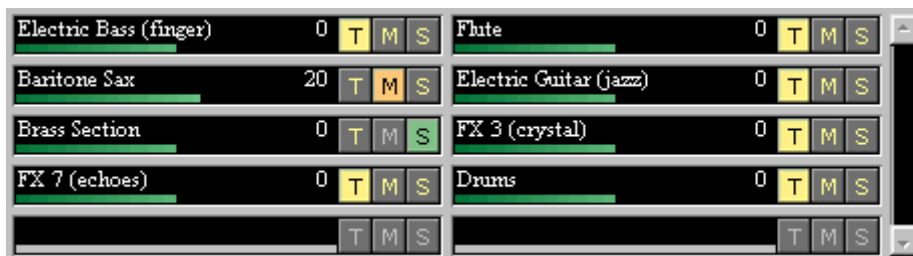 Electric Bass (finger) 0 T M S Flute 0 T M S
Baritone Sax 20 T M S Electric Guitar (jazz) 0 T M S
Brass Section 0 T M S FX 3 (crystal) 0 T M S
FX 7 (echoes) 0 T M S Drums 0 T M S
T M S T M S